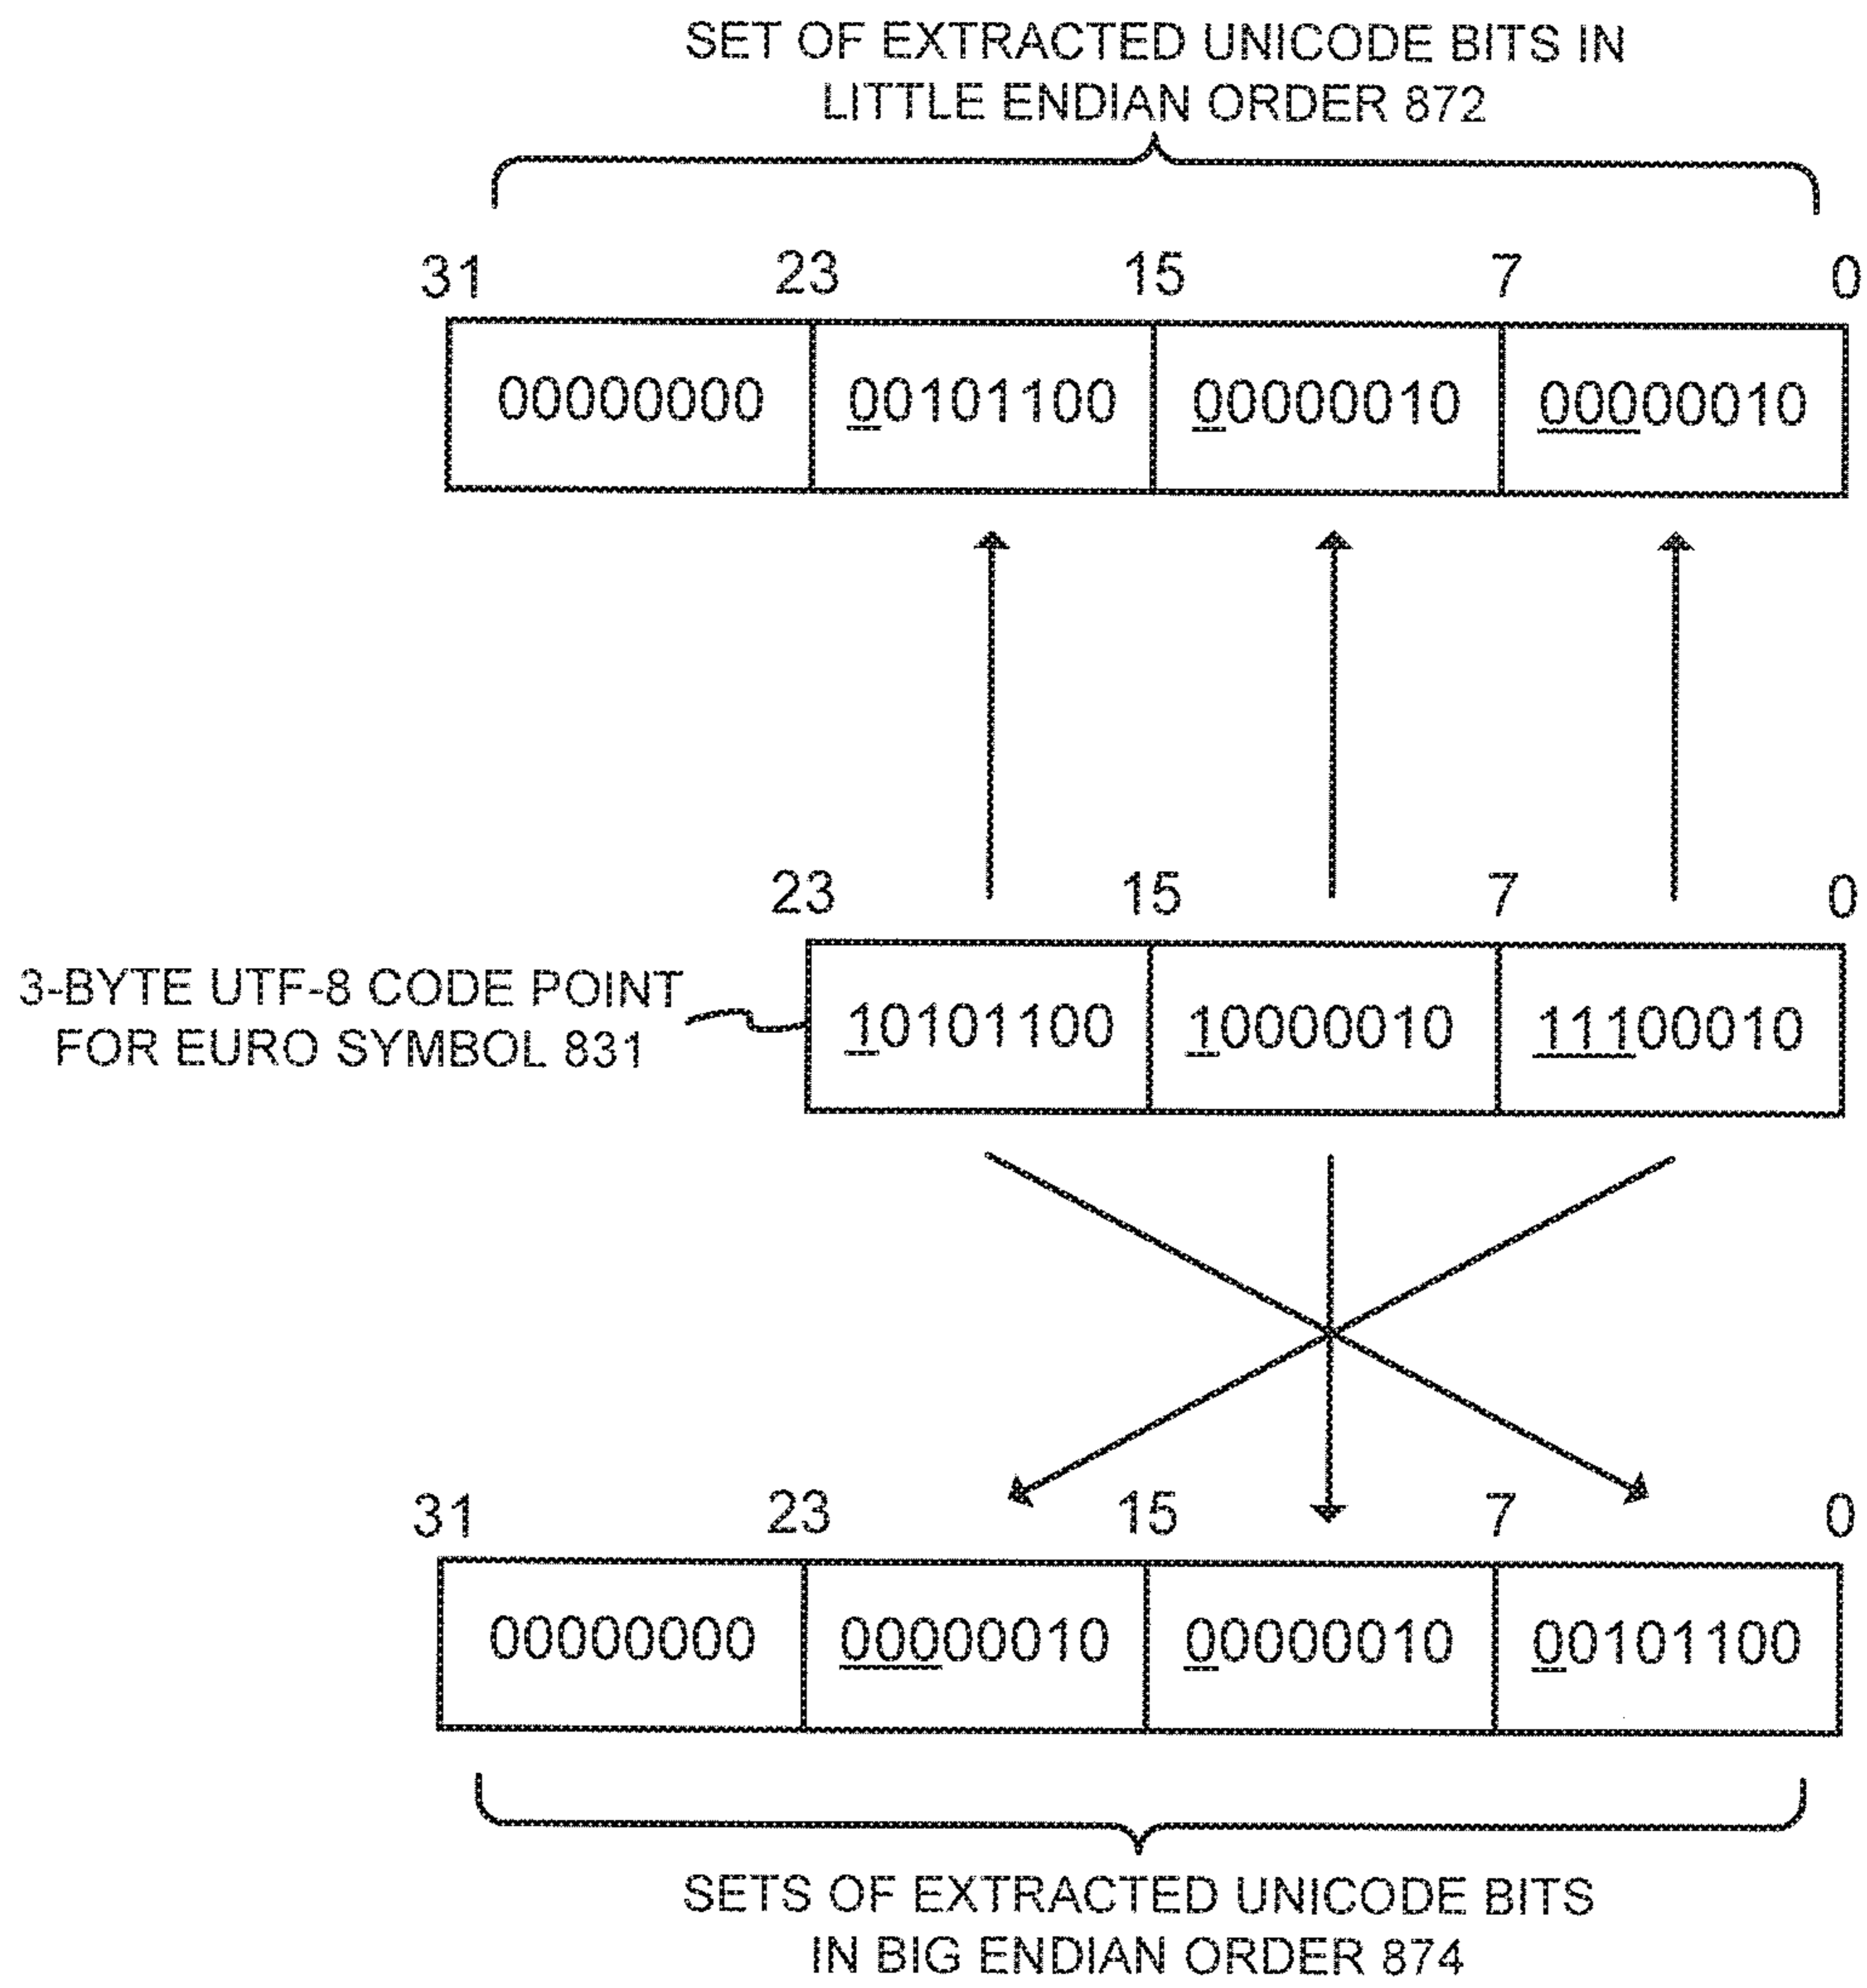 SET OF EXTRACTED UNICODE BITS IN
LITTLE ENDIAN ORDER 872
31 23 15 7 0
00000000 00101100 00000010 00000010
23 15 7 0
3-BYTE UTF-8 CODE POINT
FOR EURO SYMBOL 831
10101100 10000010 11100010
31 23 15 7 0
00000000 00000010 00000010 00101100
SETS OF EXTRACTED UNICODE BITS
IN BIG ENDIAN ORDER 874